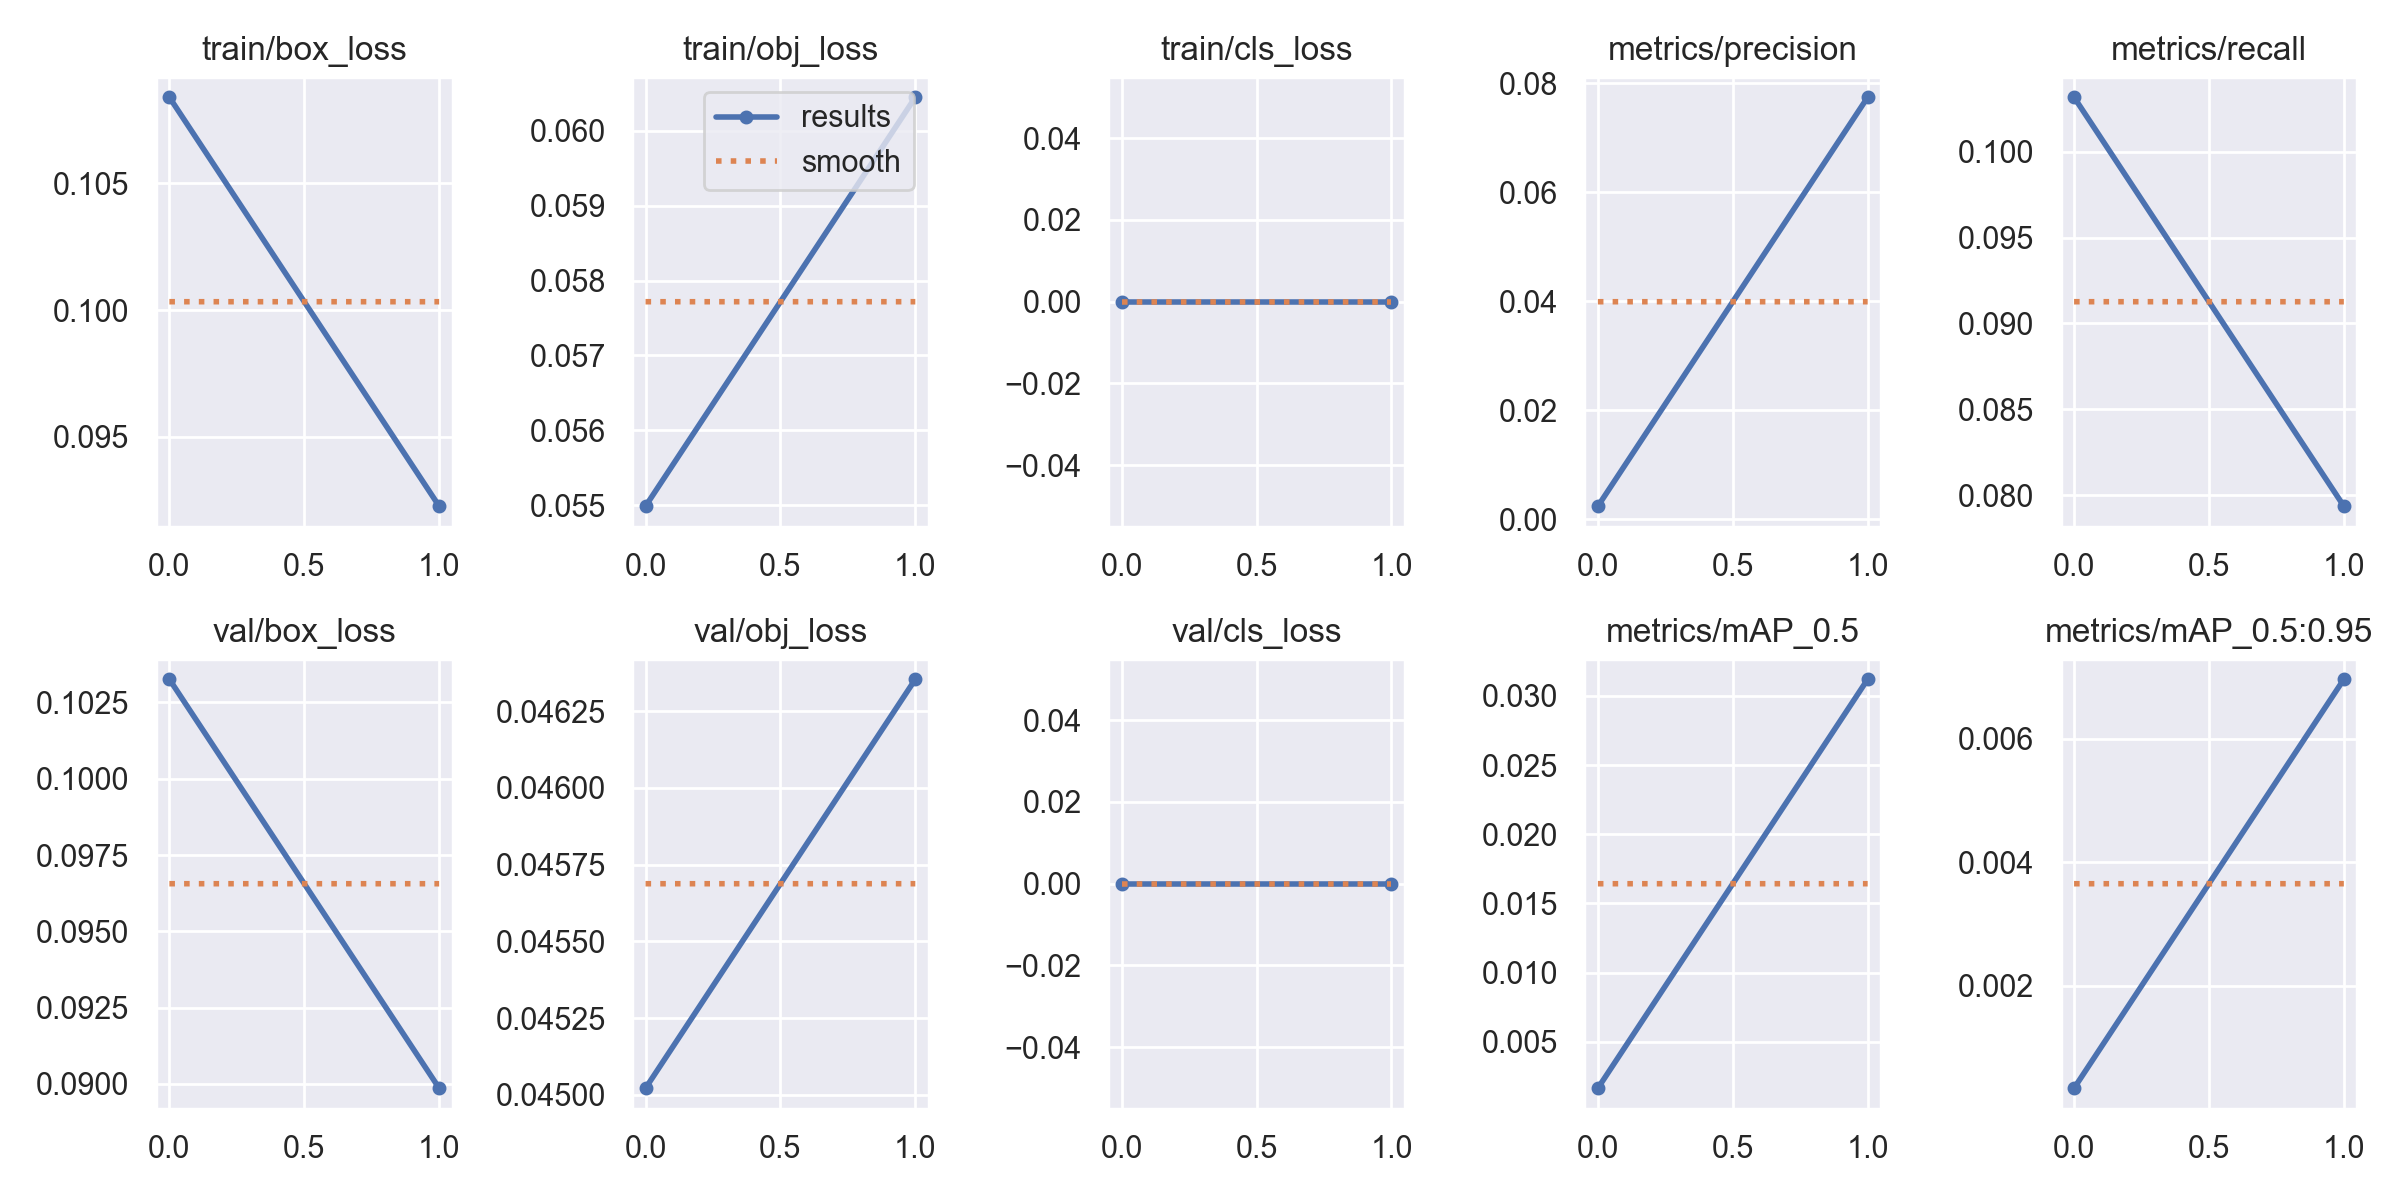 train/box_loss
0.105
0.100
0.095
0.0 0.5 1.0
train/obj_loss
results
smooth
0.060
0.059
0.058
0.057
0.056
0.055
0.0 0.5 1.0
train/cls_loss
0.04
0.02
0.00
−0.02
−0.04
0.0 0.5 1.0
metrics/precision
0.08
0.06
0.04
0.02
0.00
0.0 0.5 1.0
metrics/recall
0.100
0.095
0.090
0.085
0.080
0.0 0.5 1.0
val/box_loss
0.1025
0.1000
0.0975
0.0950
0.0925
0.0900
0.0 0.5 1.0
val/obj_loss
0.04625
0.04600
0.04575
0.04550
0.04525
0.04500
0.0 0.5 1.0
val/cls_loss
0.04
0.02
0.00
−0.02
−0.04
0.0 0.5 1.0
metrics/mAP_0.5
0.030
0.025
0.020
0.015
0.010
0.005
0.0 0.5 1.0
metrics/mAP_0.5:0.95
0.006
0.004
0.002
0.0 0.5 1.0